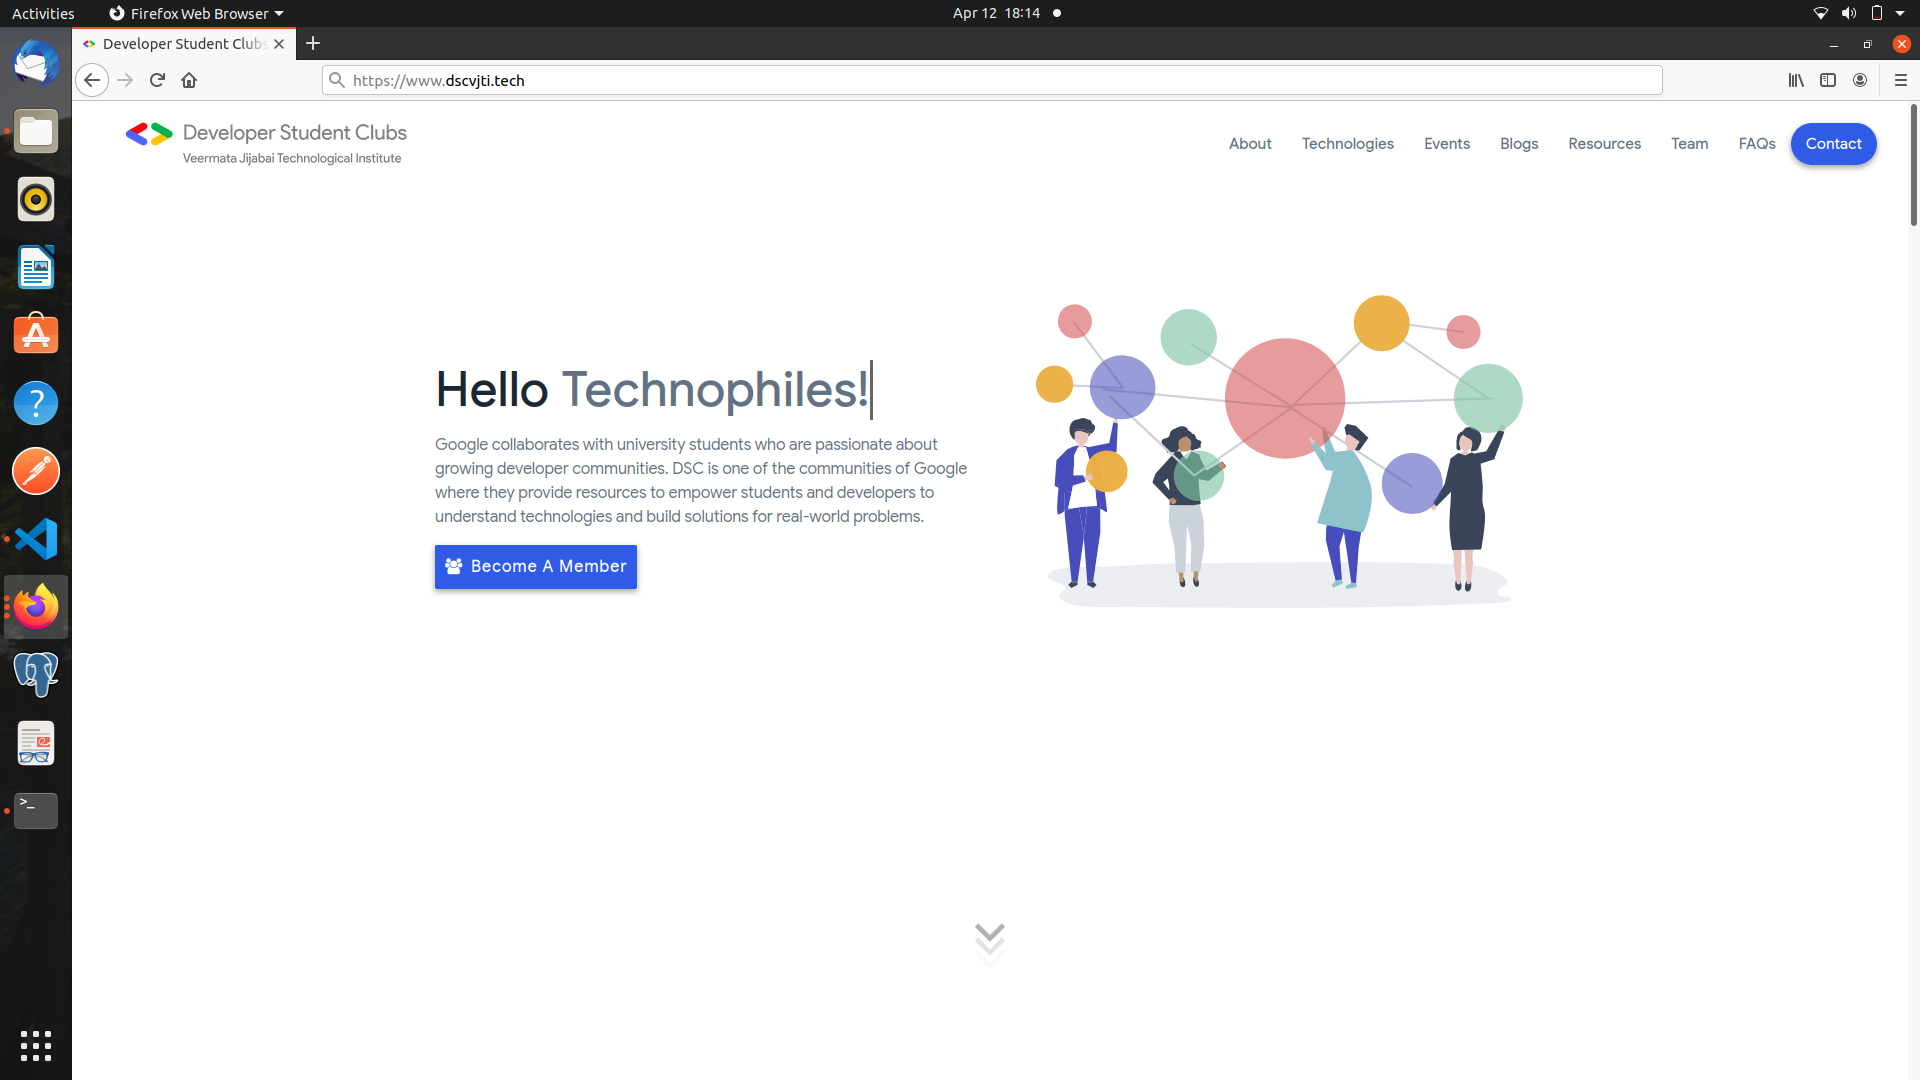 Activities
Firefox Web Browser
Apr 12 18:14
Developer Student Clubs
https://www.dscvjti.tech
Developer Student Clubs
Veermata Jijabai Technological Institute
About
Technologies
Events
Blogs
Resources
Team
FAQs
Contact
Hello Technophiles!
Google collaborates with university students who are passionate about
growing developer communities. DSC is one of the communities of Google
where they provide resources to empower students and developers to
understand technologies and build solutions for real-world problems.
Become A Member